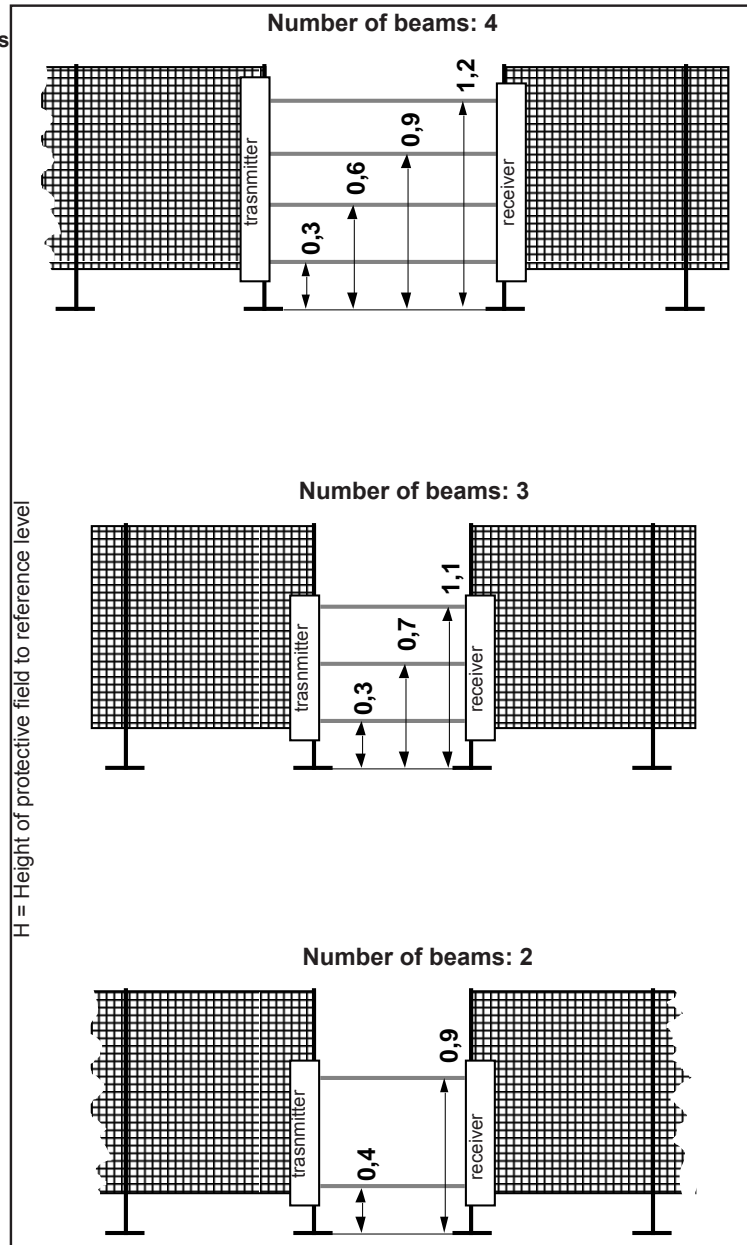 s
Number of beams: 4
trasnmitter
0,3
0,6
0,9
1,2
receiver
H = Height of protective field to reference level
Number of beams: 3
trasnmitter
0,3
0,7
1,1
receiver
Number of beams: 2
trasnmitter
0,4
0,9
receiver